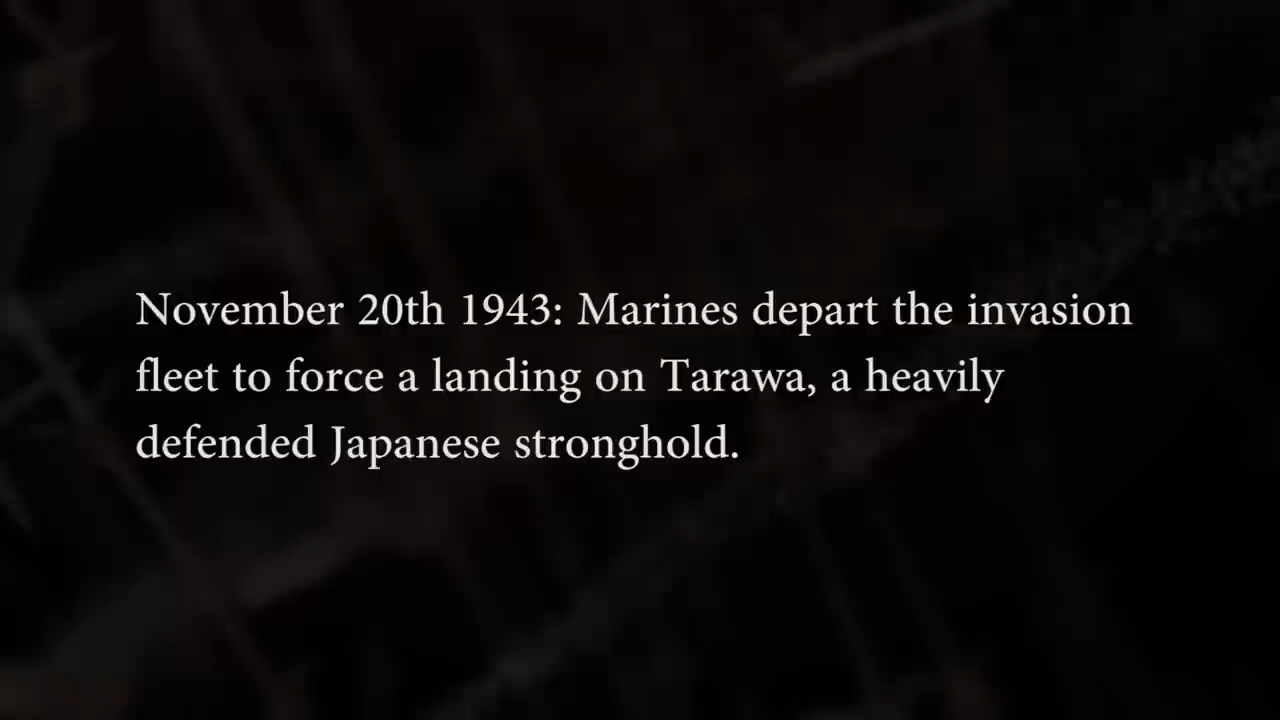 November 20th 1943: Marines depart the invasion
fleet to force a landing on Tarawa, a heavily
defended Japanese stronghold.